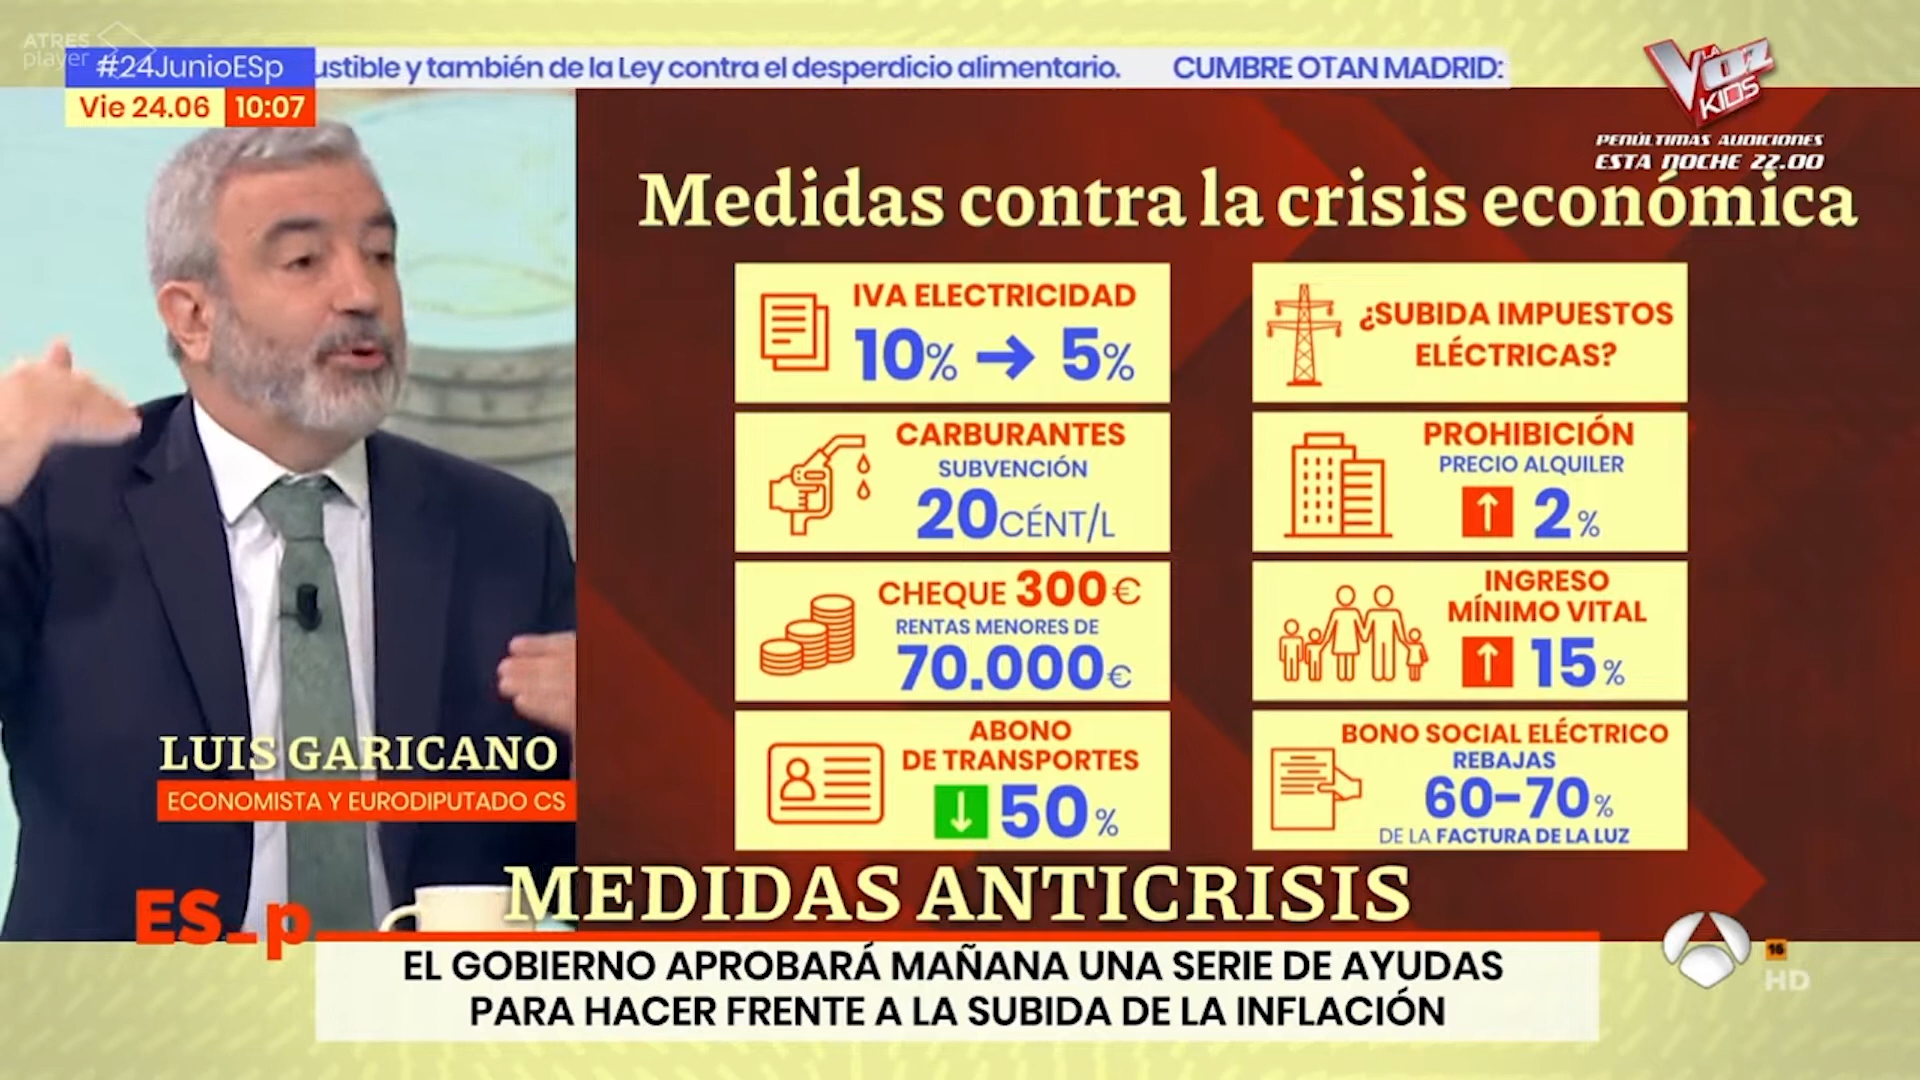 ATRES
player
#24JunioESp
ustible y también de la Ley contra el desperdicio alimentario. CUMBRE OTAN MADRID:
Vie 24.06 10:07
LA
VOZ
KIDS
PENÚLTIMAS AUDICIONES
ESTA NOCHE 22.00
Medidas contra la crisis económica
IVA ELECTRICIDAD
10% → 5%
¿SUBIDA IMPUESTOS
ELÉCTRICAS?
CARBURANTES
SUBVENCIÓN
20CÉNT/L
PROHIBICIÓN
PRECIO ALQUILER
↑ 2%
CHEQUE 300€
RENTAS MENORES DE
70.000€
INGRESO
MÍNIMO VITAL
↑ 15%
ABONO
DE TRANSPORTES
↓ 50%
BONO SOCIAL ELÉCTRICO
REBAJAS
60-70%
DE LA FACTURA DE LA LUZ
LUIS GARICANO
ECONOMISTA Y EURODIPUTADO CS
MEDIDAS ANTICRISIS
ES_p
EL GOBIERNO APROBARÁ MAÑANA UNA SERIE DE AYUDAS
PARA HACER FRENTE A LA SUBIDA DE LA INFLACIÓN
16
HD